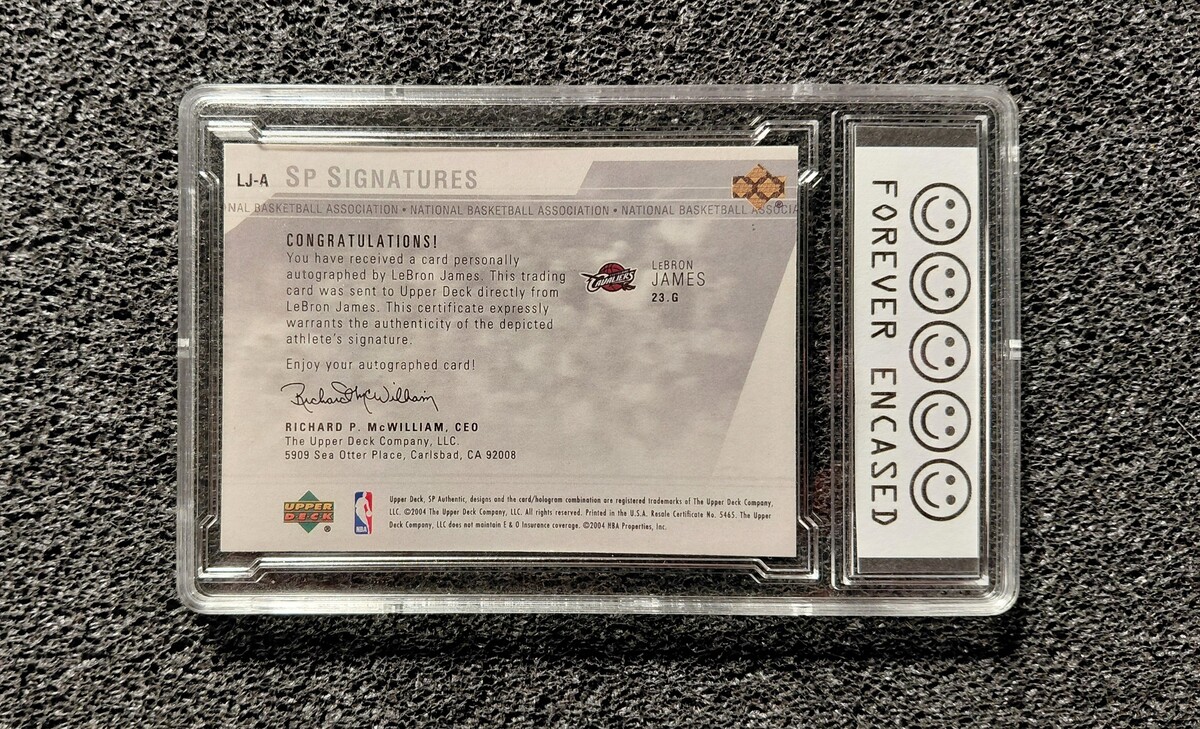 LJ-A SP SIGNATURES
NAL BASKETBALL ASSOCIATION • NATIONAL BASKETBALL ASSOCIATION • NATIONAL BASKETBALL ASSOCIA
CONGRATULATIONS!
You have received a card personally
autographed by LeBron James. This trading
card was sent to Upper Deck directly from
LeBron James. This certificate expressly
warrants the authenticity of the depicted
athlete's signature.
Enjoy your autographed card!
Richard McWilliam
RICHARD P. McWILLIAM, CEO
The Upper Deck Company, LLC.
5909 Sea Otter Place, Carlsbad, CA 92008
CAVALIERS
LeBRON
JAMES
23.G
UPPER
DECK
®
NBA
Upper Deck, SP Authentic, designs and the card/hologram combination are registered trademarks of The Upper Deck Company,
LLC. ©2004 The Upper Deck Company, LLC. All rights reserved. Printed in the U.S.A. Resale Certificate No. 5465. The Upper
Deck Company, LLC does not maintain E & O Insurance coverage. ©2004 NBA Properties, Inc.
FOREVER ENCASED